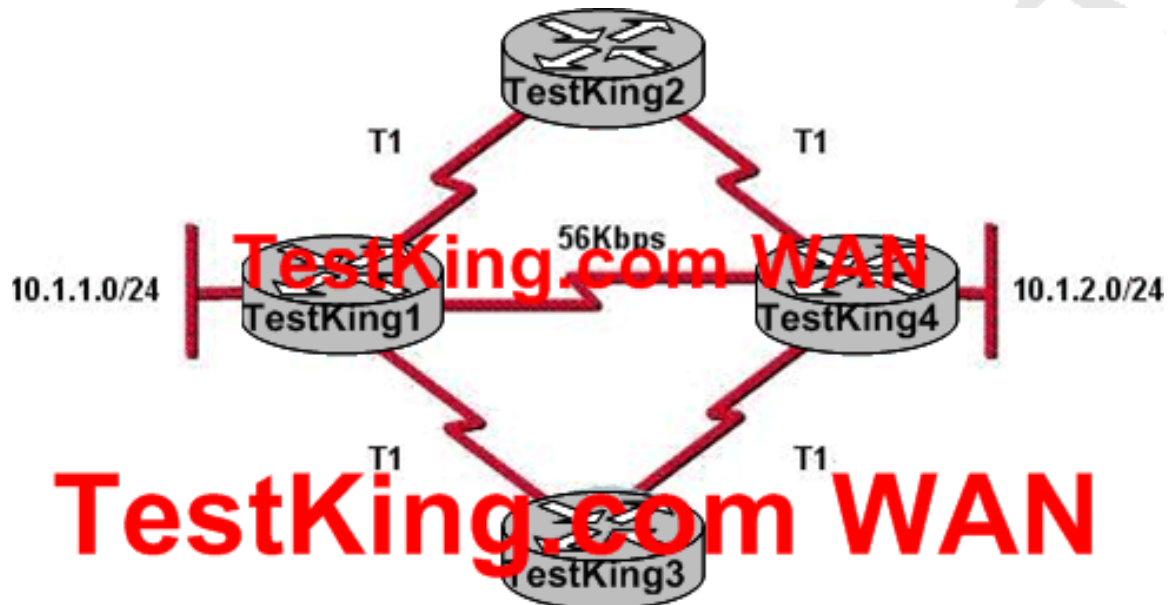 TestKing2
T1
T1
56Kbps
TestKing.com WAN
10.1.1.0/24
10.1.2.0/24
TestKing1
TestKing4
T1
T1
TestKing.com WAN
TestKing3